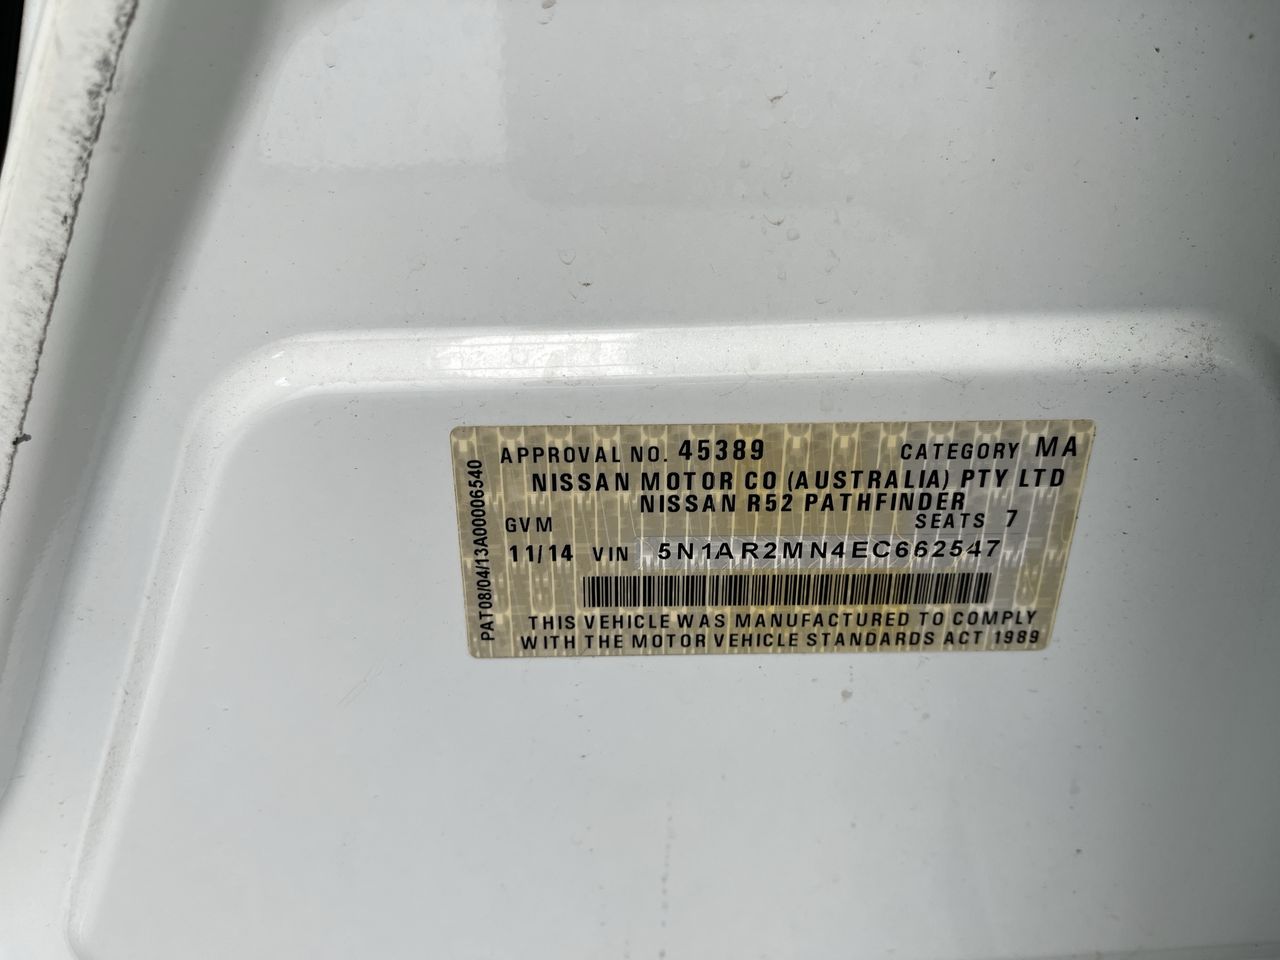 APPROVAL NO. 45389 CATEGORY MA
NISSAN MOTOR CO (AUSTRALIA) PTY LTD
NISSAN R52 PATHFINDER
GVM SEATS 7
11/14 VIN 5N1AR2MN4EC662547
THIS VEHICLE WAS MANUFACTURED TO COMPLY
WITH THE MOTOR VEHICLE STANDARDS ACT 1989
PAT08/04/13A00006540